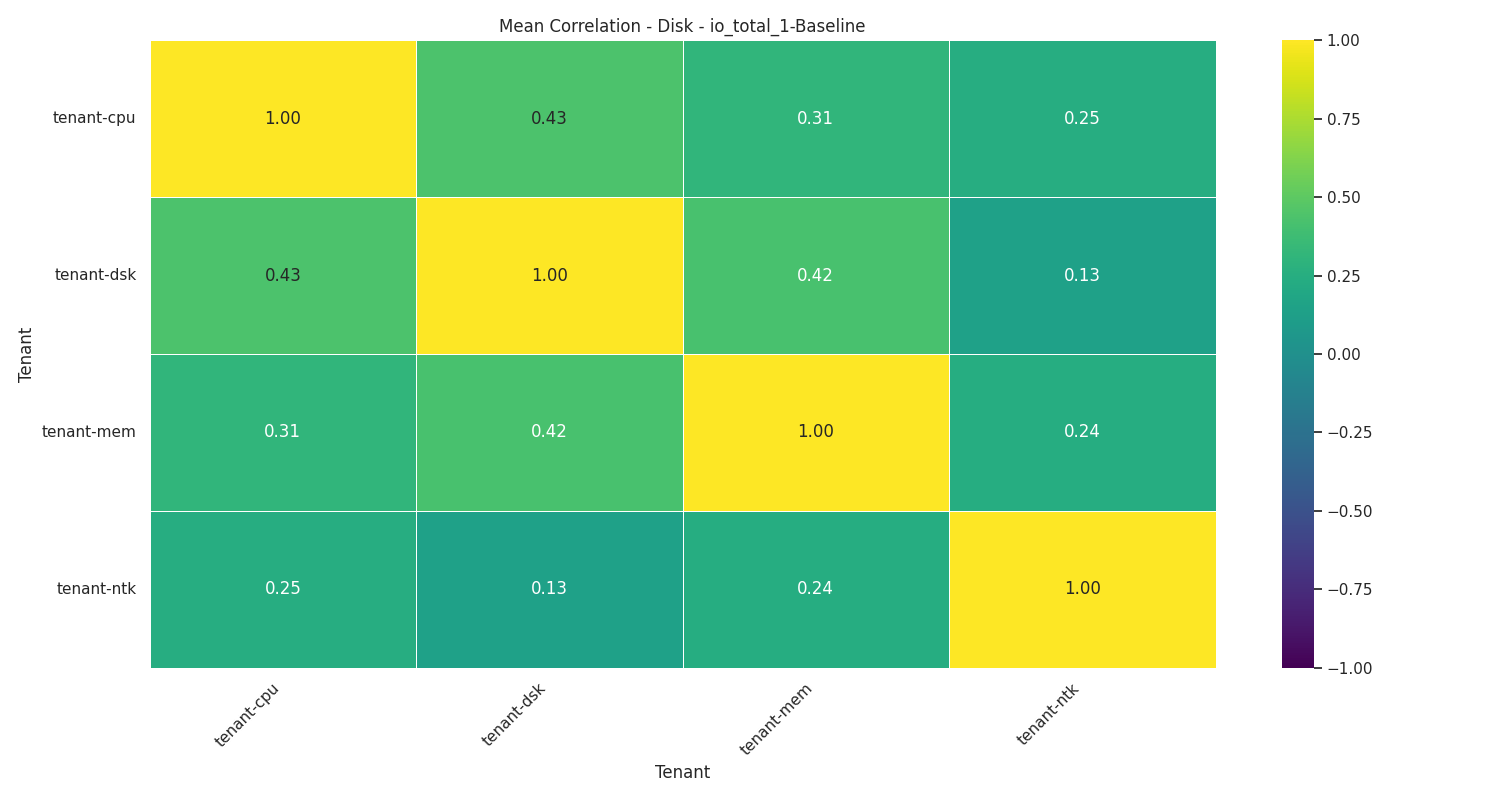 Mean Correlation - Disk - io_total_1-Baseline
tenant-cpu
1.00
0.43
0.31
0.25
tenant-dsk
0.43
1.00
0.42
0.13
tenant-mem
0.31
0.42
1.00
0.24
tenant-ntk
0.25
0.13
0.24
1.00
Tenant
tenant-cpu
tenant-dsk
tenant-mem
tenant-ntk
Tenant
1.00
0.75
0.50
0.25
0.00
−0.25
−0.50
−0.75
−1.00